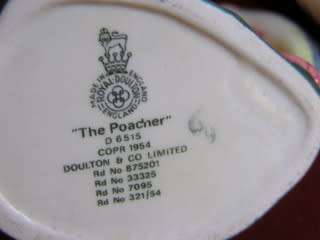 MADE IN ENGLAND
ROYAL DOULTON
ENGLAND
"The Poacher"
D 6515
COPR 1954
DOULTON & CO LIMITED
Rd No 875201
Rd No 33325
Rd No 7095
Rd No 321/54